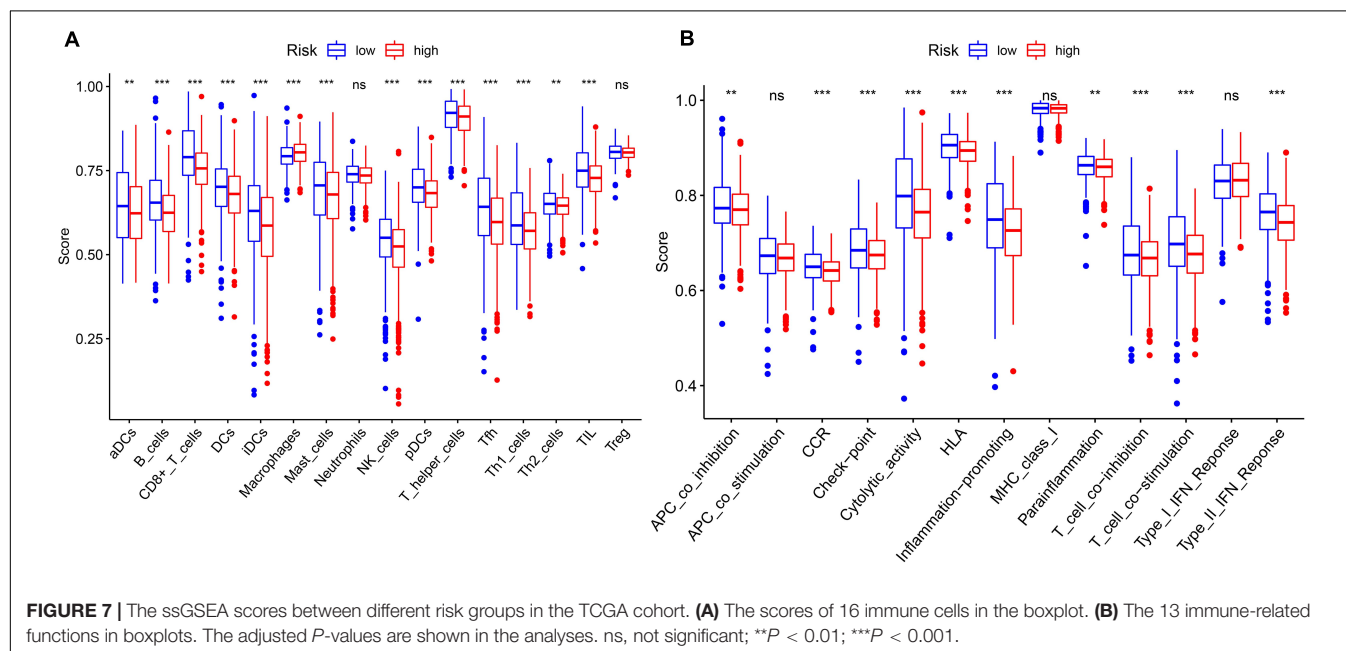 A
Risk low high
** *** *** *** *** *** *** ns *** *** *** *** *** ** *** ns
1.00
0.75
0.50
0.25
Score
aDCs
B_cells
CD8+_T_cells
DCs
iDCs
Macrophages
Mast_cells
Neutrophils
NK_cells
pDCs
T_helper_cells
Tfh
Th1_cells
Th2_cells
TIL
Treg
B
Risk low high
** ns *** *** *** *** *** ns ** *** *** ns ***
1.0
0.8
0.6
0.4
Score
APC_co_inhibition
APC_co_stimulation
CCR
Check-point
Cytolytic_activity
HLA
Inflammation-promoting
MHC_class_I
Parainflammation
T_cell_co-inhibition
T_cell_co-stimulation
Type_I_IFN_Reponse
Type_II_IFN_Reponse
FIGURE 7 | The ssGSEA scores between different risk groups in the TCGA cohort. (A) The scores of 16 immune cells in the boxplot. (B) The 13 immune-related
functions in boxplots. The adjusted P-values are shown in the analyses. ns, not significant; **P < 0.01; ***P < 0.001.